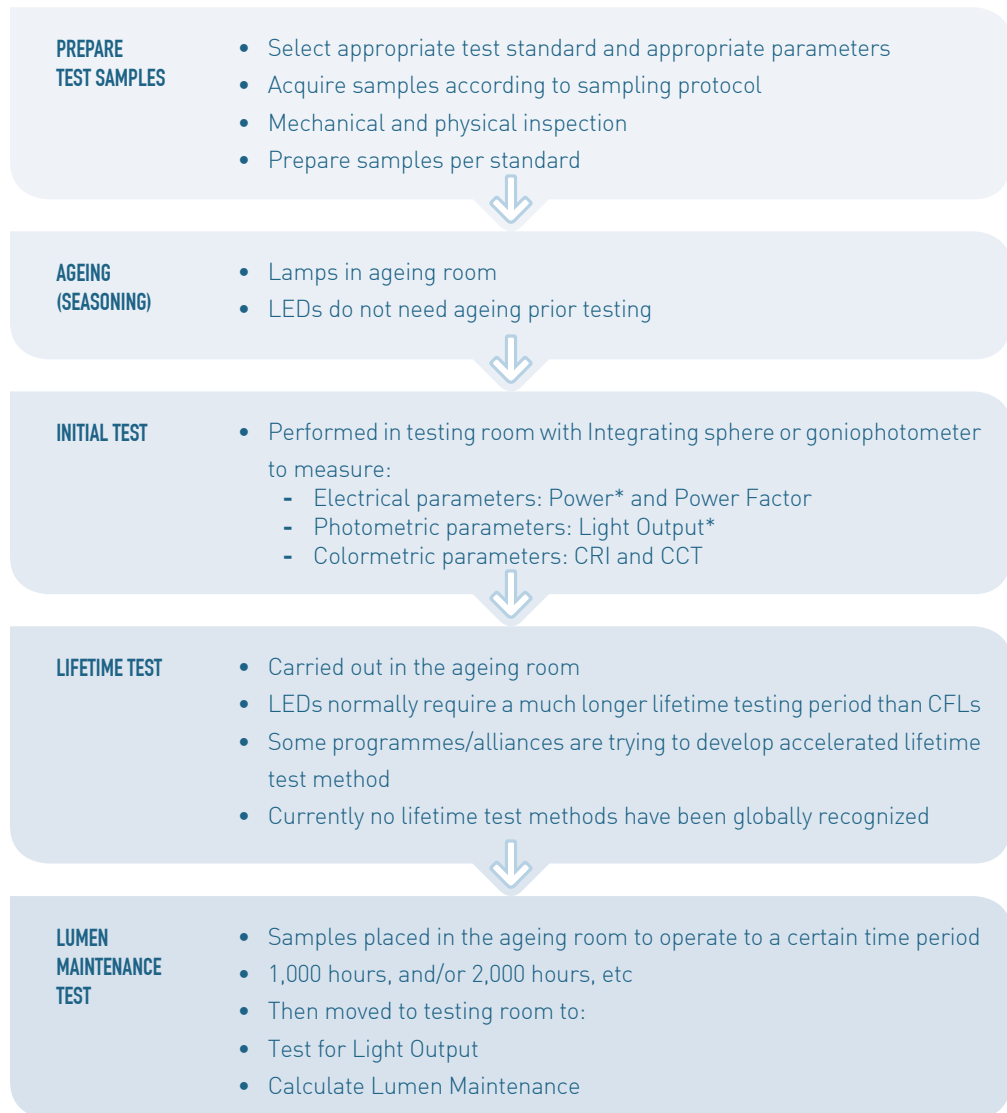 PREPARE
TEST SAMPLES
• Select appropriate test standard and appropriate parameters
• Acquire samples according to sampling protocol
• Mechanical and physical inspection
• Prepare samples per standard
AGEING
(SEASONING)
• Lamps in ageing room
• LEDs do not need ageing prior testing
INITIAL TEST
• Performed in testing room with Integrating sphere or goniophotometer
to measure:
- Electrical parameters: Power* and Power Factor
- Photometric parameters: Light Output*
- Colormetric parameters: CRI and CCT
LIFETIME TEST
• Carried out in the ageing room
• LEDs normally require a much longer lifetime testing period than CFLs
• Some programmes/alliances are trying to develop accelerated lifetime
test method
• Currently no lifetime test methods have been globally recognized
LUMEN
MAINTENANCE
TEST
• Samples placed in the ageing room to operate to a certain time period
• 1,000 hours, and/or 2,000 hours, etc
• Then moved to testing room to:
• Test for Light Output
• Calculate Lumen Maintenance